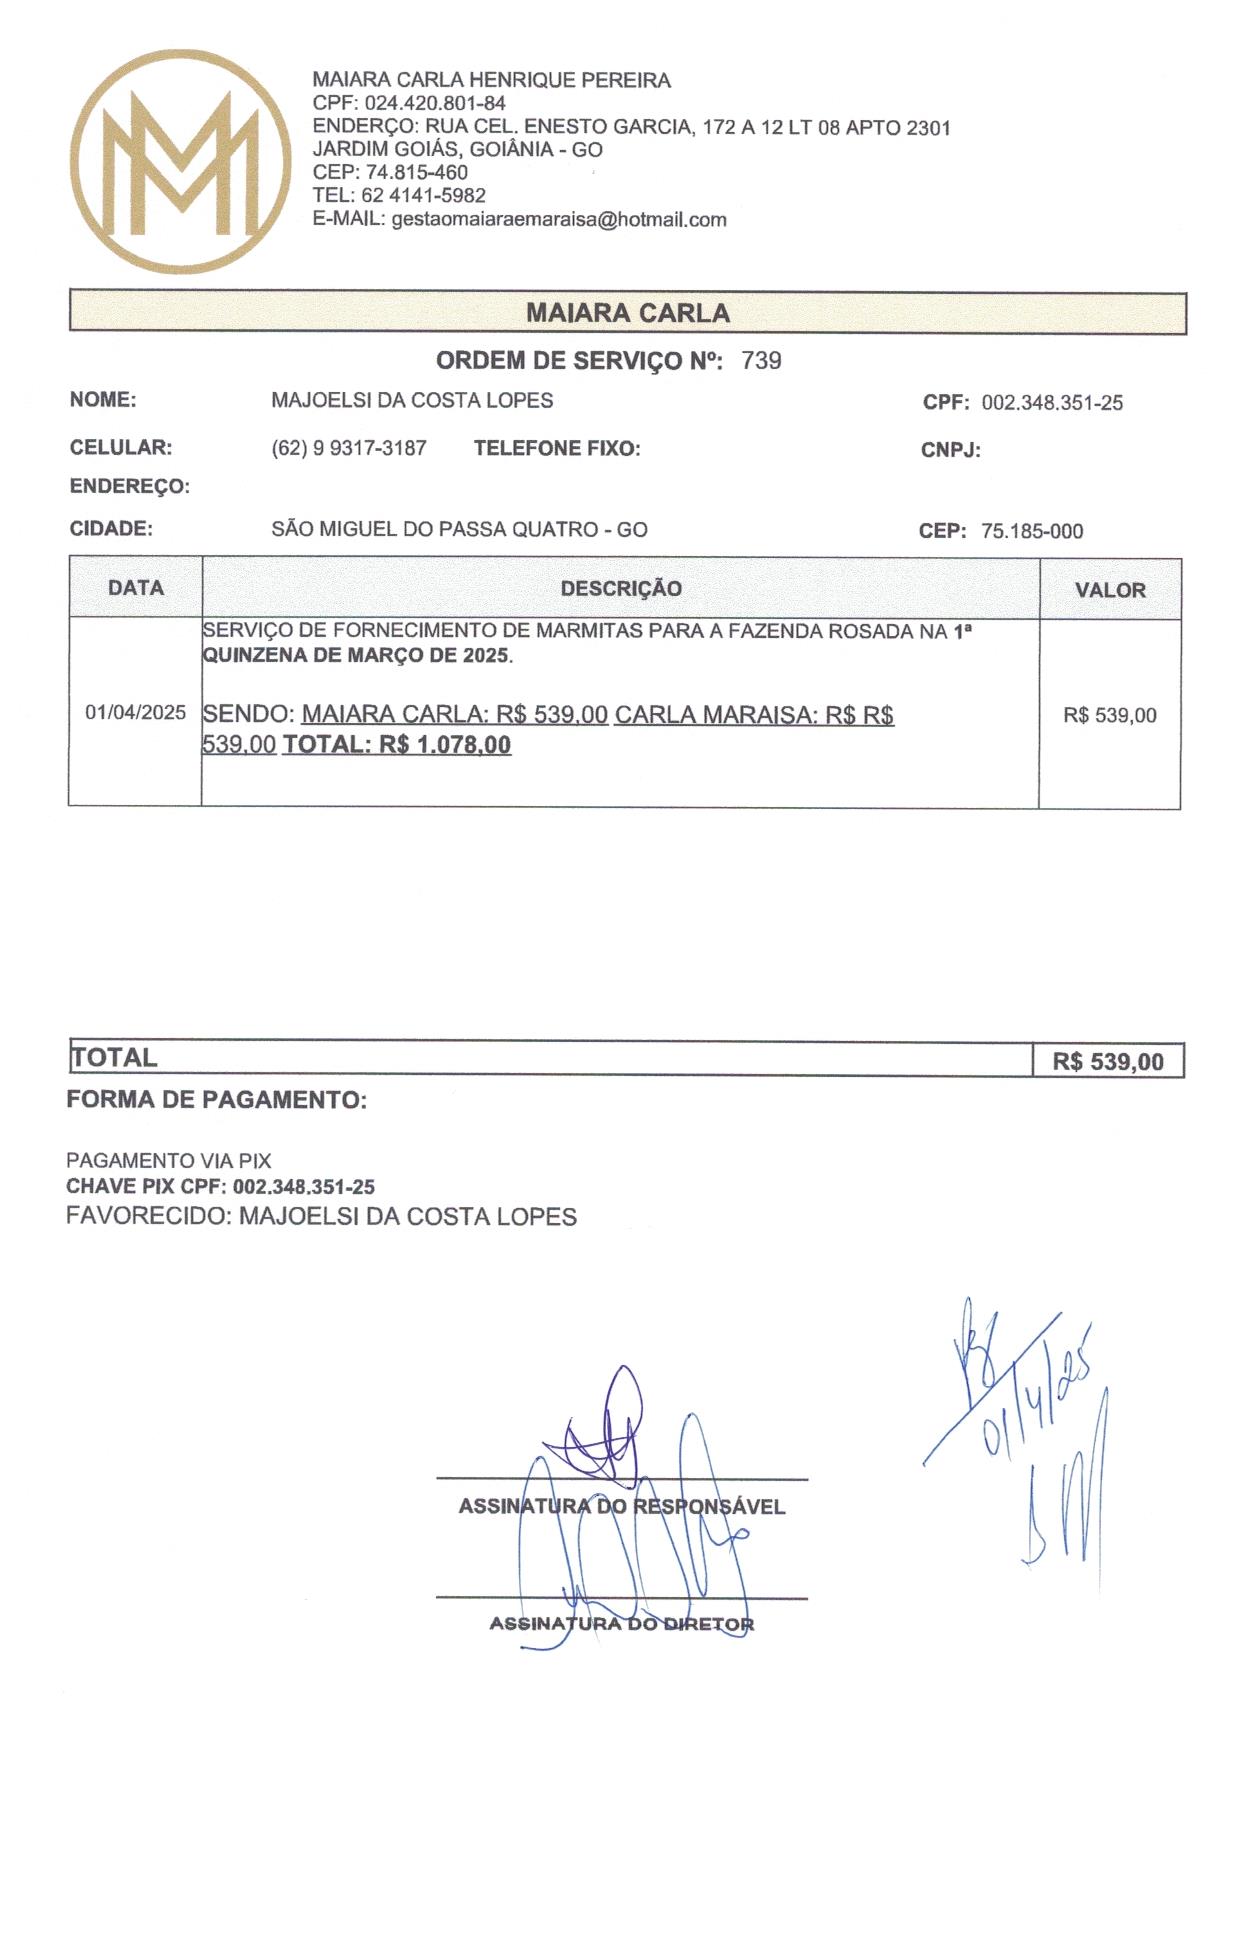 MAIARA CARLA HENRIQUE PEREIRA
CPF: 024.420.801-84
ENDERÇO: RUA CEL. ENESTO GARCIA, 172 A 12 LT 08 APTO 2301
JARDIM GOIÁS, GOIÂNIA - GO
CEP: 74.815-460
TEL: 62 4141-5982
E-MAIL: gestaomaiaraemaraisa@hotmail.com
MAIARA CARLA
ORDEM DE SERVIÇO Nº: 739
NOME: MAJOELSI DA COSTA LOPES CPF: 002.348.351-25
CELULAR: (62) 9 9317-3187 TELEFONE FIXO: CNPJ:
ENDEREÇO:
CIDADE: SÃO MIGUEL DO PASSA QUATRO - GO CEP: 75.185-000
DATA DESCRIÇÃO VALOR
SERVIÇO DE FORNECIMENTO DE MARMITAS PARA A FAZENDA ROSADA NA 1ª
QUINZENA DE MARÇO DE 2025.
01/04/2025 SENDO: MAIARA CARLA: R$ 539,00 CARLA MARAISA: R$ R$ R$ 539,00
539,00 TOTAL: R$ 1.078,00
TOTAL R$ 539,00
FORMA DE PAGAMENTO:
PAGAMENTO VIA PIX
CHAVE PIX CPF: 002.348.351-25
FAVORECIDO: MAJOELSI DA COSTA LOPES
01/4/25
ASSINATURA DO RESPONSÁVEL
ASSINATURA DO DIRETOR